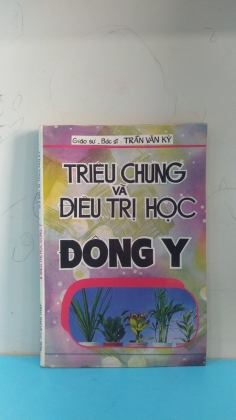 Giáo sư _ Bác sĩ . TRẦN VĂN KỲ
TRIỆU CHỨNG
VÀ
ĐIỀU TRỊ HỌC
ĐÔNG Y